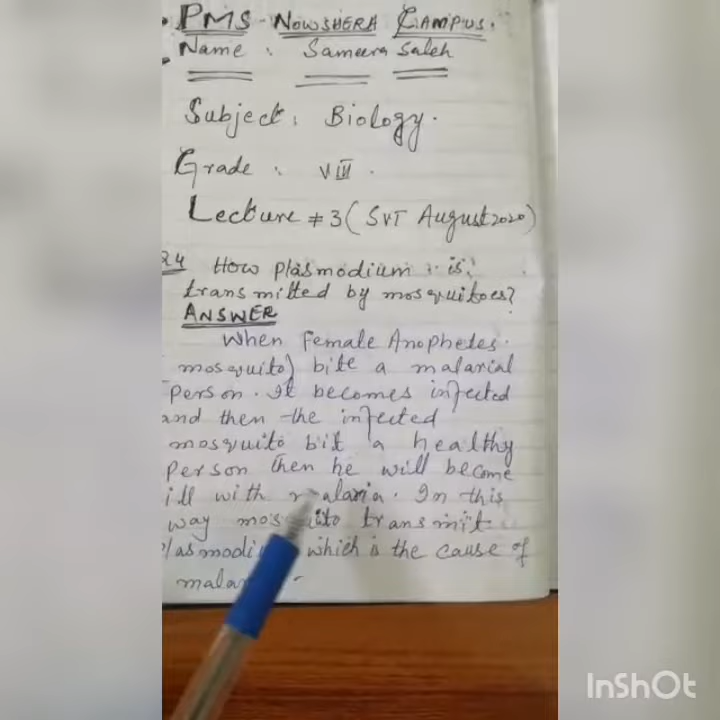 PMS - NOWSHERA CAMPUS.
Name : Sameera Saleh
Subject : Biology.
Grade : VIII.
Lecture # 3 ( SVT August 2020)
How plasmodium is
transmitted by mosquitoes?
ANSWER
When Female Anopheles
mosquito) bite a malarial
Person. It becomes infected
and then the infected
mosquito bit a healthy
Person then he will become
ill with malaria. In this
way mosquito transmit
which is the cause of
InShOt